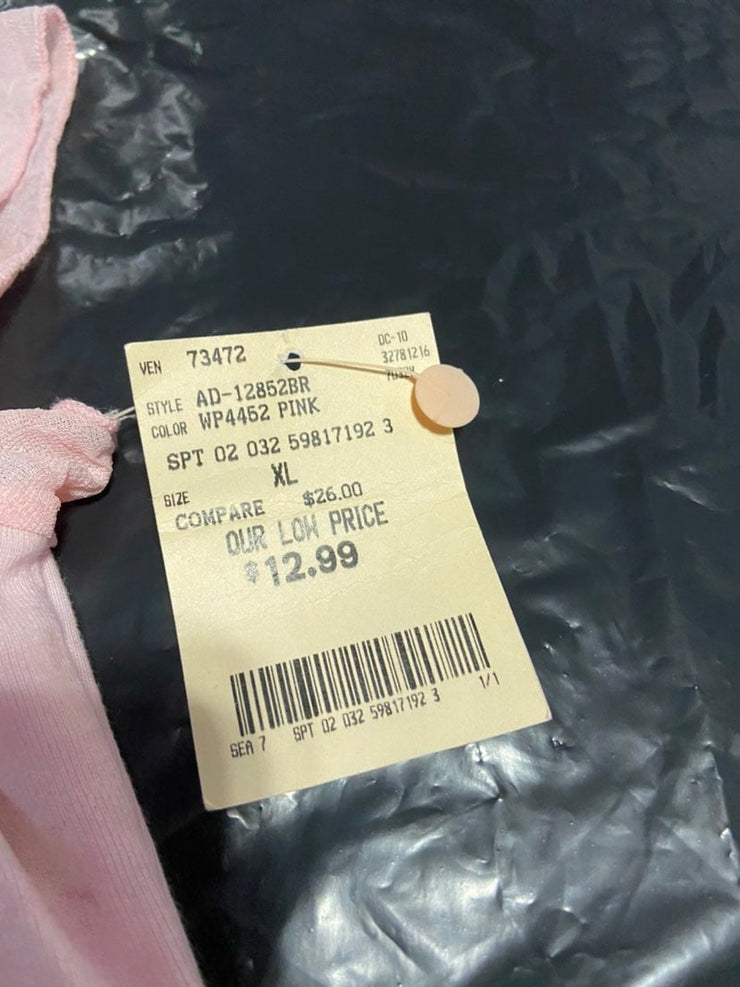 VEN 73472
DC-10
32781216
STYLE AD-12852BR
COLOR WP4452 PINK
SPT 02 032 59817192 3
SIZE XL
COMPARE $26.00
OUR LOW PRICE
$12.99
SEA 7 SPT 02 032 59817192 3 1/1